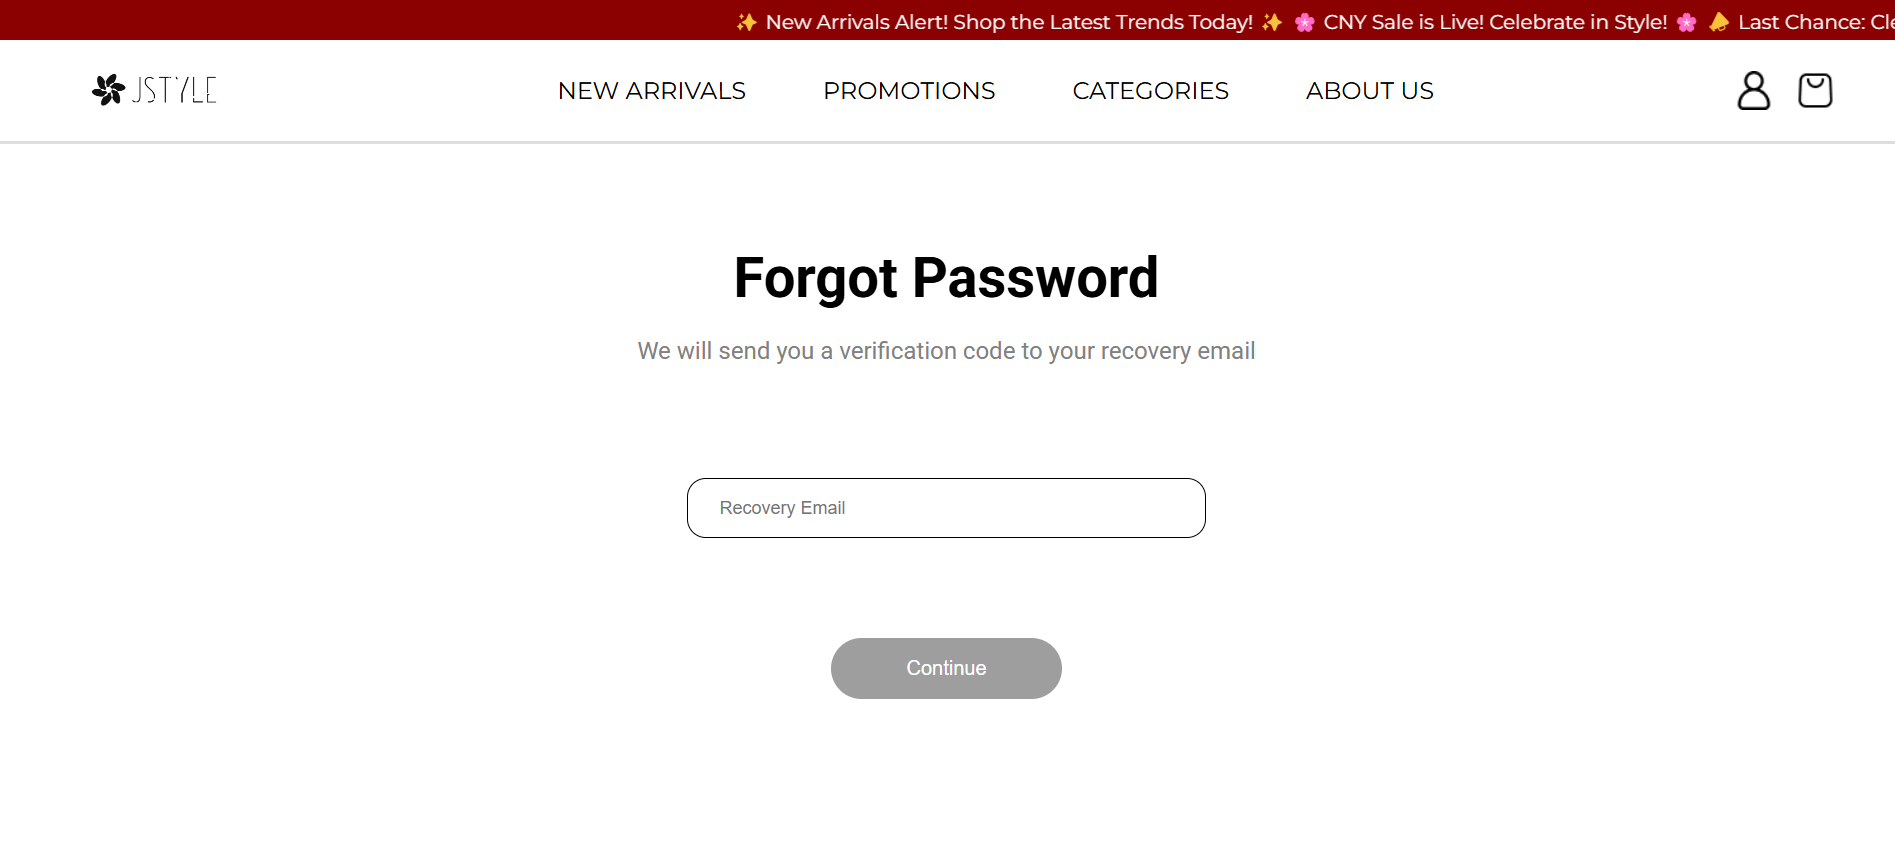 ✨ New Arrivals Alert! Shop the Latest Trends Today! ✨ 🌸 CNY Sale is Live! Celebrate in Style! 🌸 📣 Last Chance:
JSTYLE
NEW ARRIVALS PROMOTIONS CATEGORIES ABOUT US
Forgot Password
We will send you a verification code to your recovery email
Recovery Email
Continue